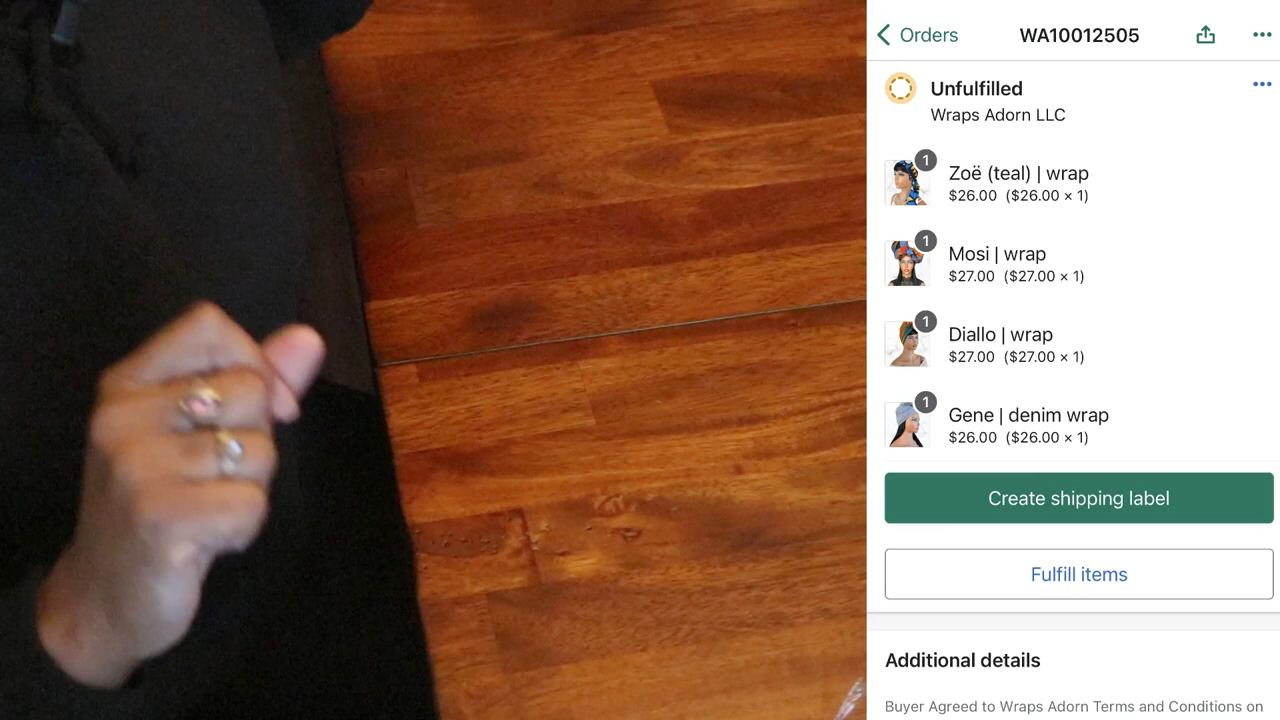 Orders
WA10012505
Unfulfilled
Wraps Adorn LLC
1
Zoë (teal) | wrap
$26.00 ($26.00 × 1)
1
Mosi | wrap
$27.00 ($27.00 × 1)
1
Diallo | wrap
$27.00 ($27.00 × 1)
1
Gene | denim wrap
$26.00 ($26.00 × 1)
Create shipping label
Fulfill items
Additional details
Buyer Agreed to Wraps Adorn Terms and Conditions on